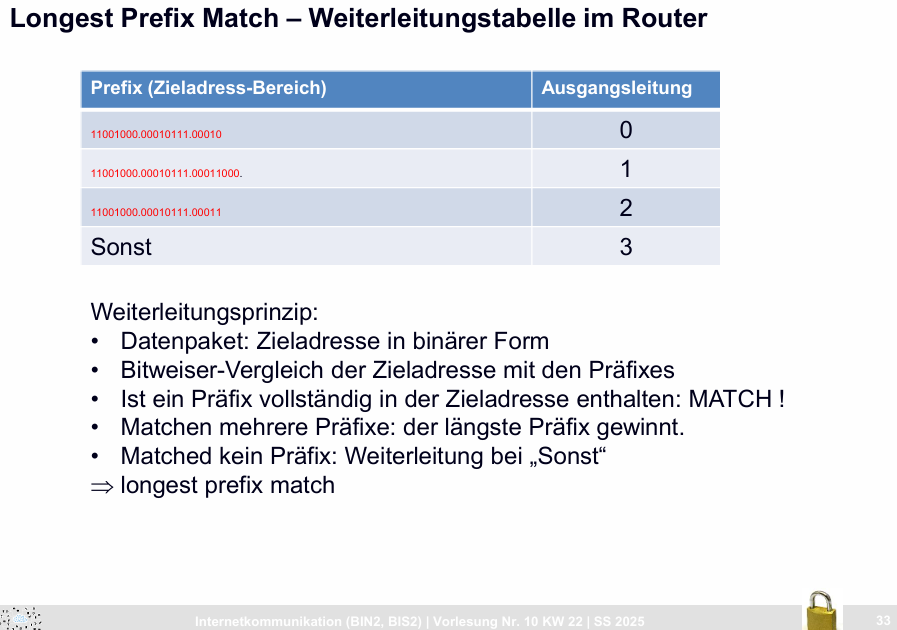 Longest Prefix Match – Weiterleitungstabelle im Router
Prefix (Zieladress-Bereich) Ausgangsleitung
11001000.00010111.00010 0
11001000.00010111.00011000. 1
11001000.00010111.00011 2
Sonst 3
Weiterleitungsprinzip:
• Datenpaket: Zieladresse in binärer Form
• Bitweiser-Vergleich der Zieladresse mit den Präfixes
• Ist ein Präfix vollständig in der Zieladresse enthalten: MATCH !
• Matchen mehrere Präfixe: der längste Präfix gewinnt.
• Matched kein Präfix: Weiterleitung bei „Sonst“
⇒ longest prefix match
Internetkommunikation (BIN2, BIS2) | Vorlesung Nr. 10 KW 22 | SS 2025 33